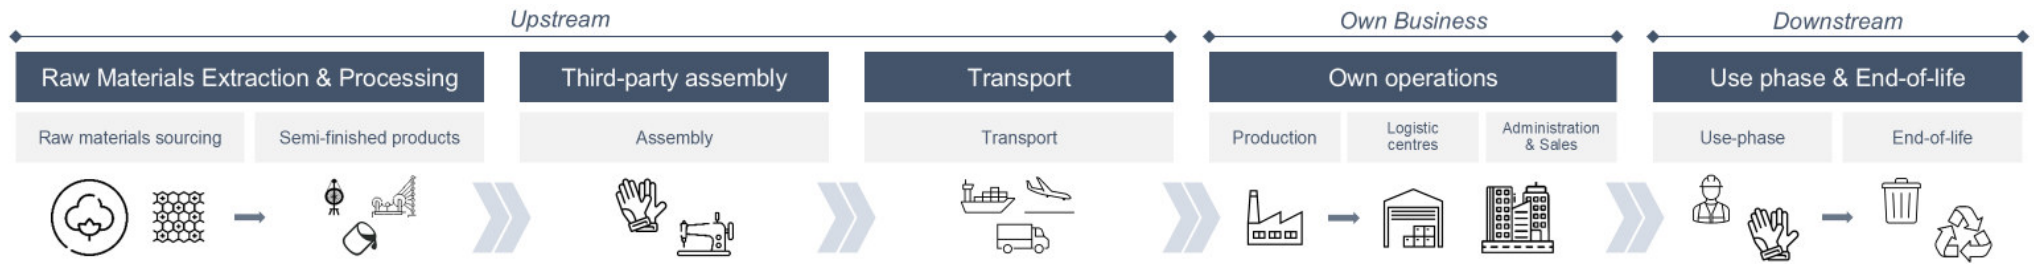 Upstream
Own Business
Downstream
Raw Materials Extraction & Processing
Third-party assembly
Transport
Own operations
Use phase & End-of-life
Raw materials sourcing
Semi-finished products
Assembly
Transport
Production
Logistic
centres
Administration
& Sales
Use-phase
End-of-life